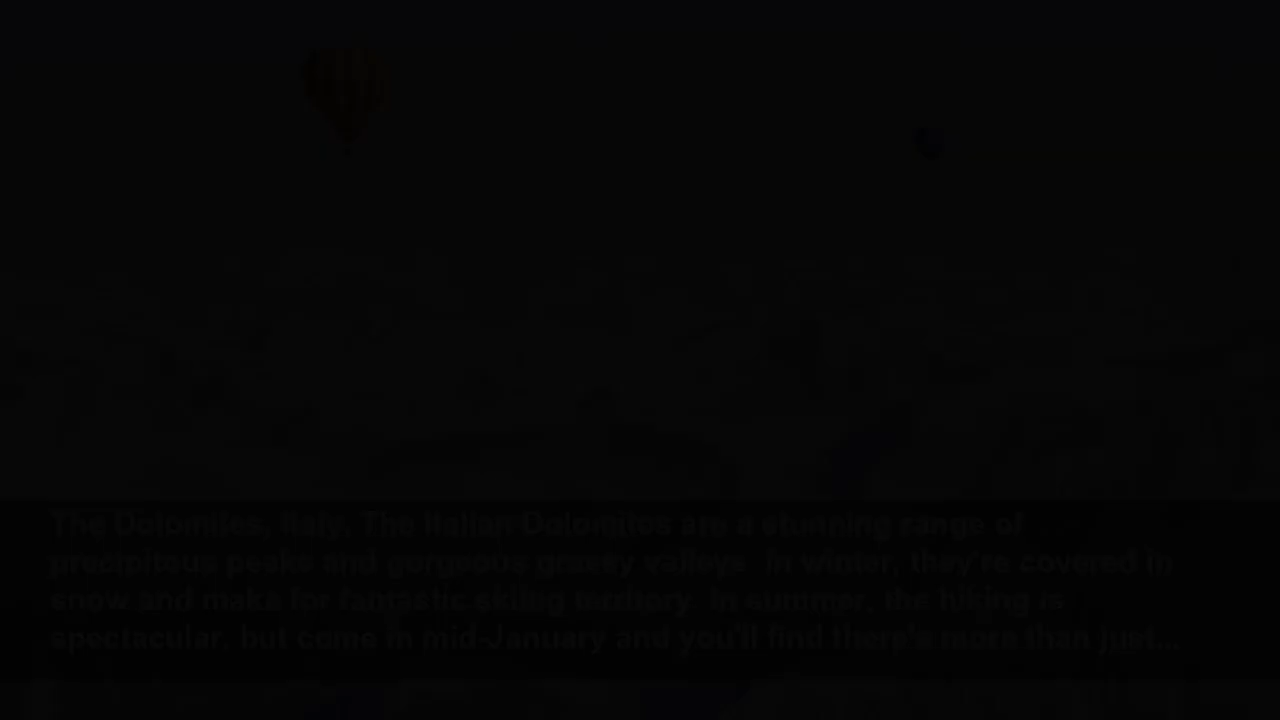 The Dolomites, Italy. The Italian Dolomites are a stunning range of
precipitous peaks and gorgeous grassy valleys. In winter, they're covered in
snow and make for fantastic skiing territory. In summer, the hiking is
spectacular, but come in mid-January and you'll find there's more than just...